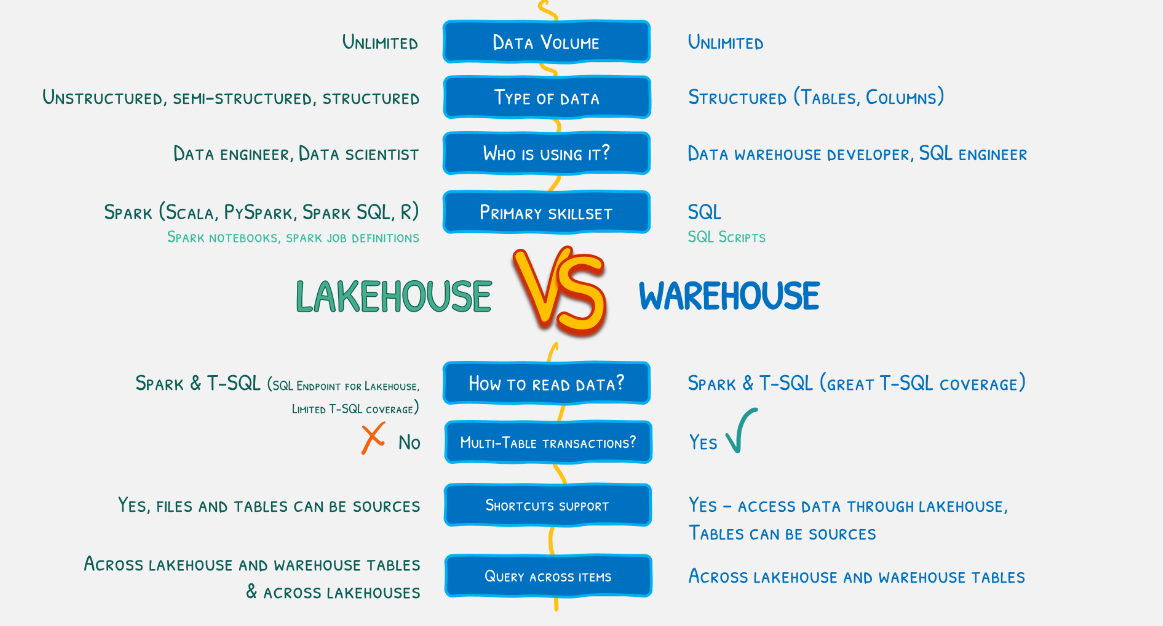 Unlimited
Data Volume
Unlimited
Unstructured, semi-structured, structured
Type of data
Structured (Tables, Columns)
Data engineer, Data scientist
Who is using it?
Data warehouse developer, SQL engineer
Spark (Scala, PySpark, Spark SQL, R)
Primary skillset
SQL
Spark notebooks, spark job definitions
SQL Scripts
LAKEHOUSE
VS
WAREHOUSE
Spark & T-SQL (SQL Endpoint for Lakehouse,
Limited T-SQL coverage)
How to read data?
Spark & T-SQL (great T-SQL coverage)
No
Multi-Table transactions?
Yes
Yes, files and tables can be sources
Shortcuts support
Yes – access data through lakehouse,
Tables can be sources
Across lakehouse and warehouse tables
& across lakehouses
Query across items
Across lakehouse and warehouse tables